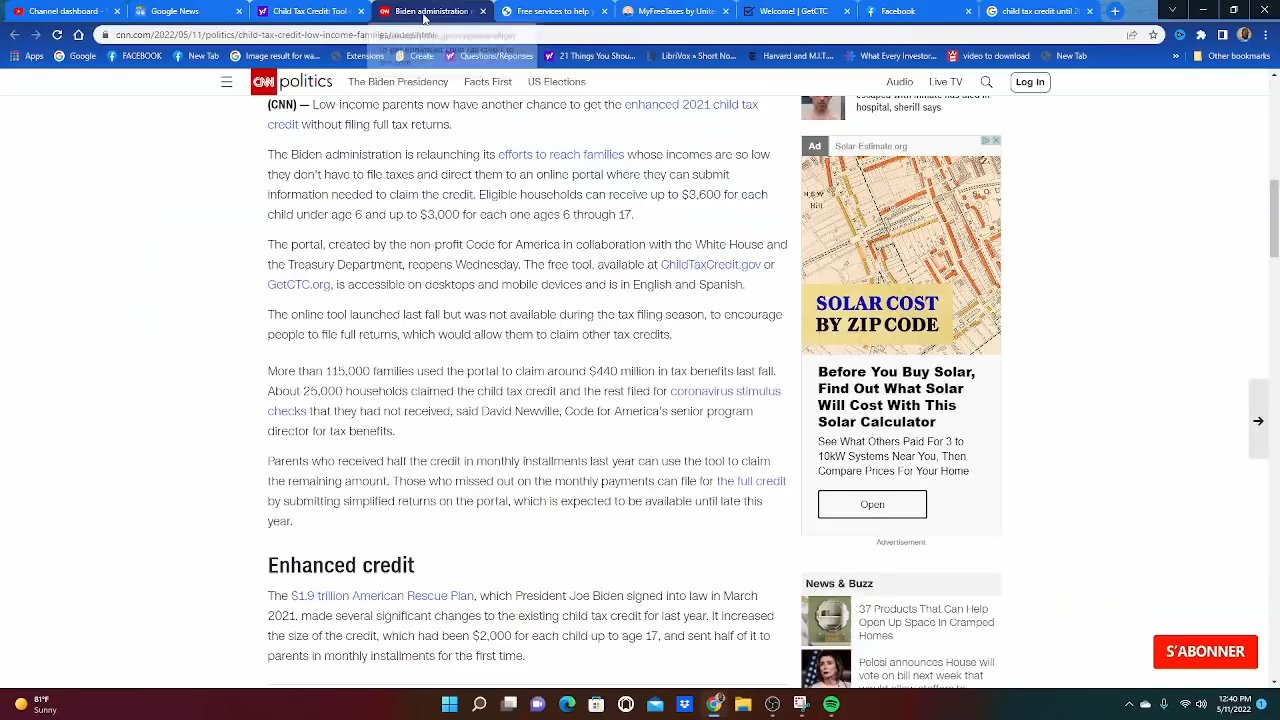 Channel dashboard - You
Google News
Child Tax Credit Tool
Biden administration
Free services to help y
MyFreeTaxes by Unite
Welcome! | GetCTC
Facebook
child tax credit until 2
cnn.com/2022/05/11/politics/child-tax-credit-low-income-families/index.html
Apps
Google
FACEBOOK
Image result for wa...
Extensions
Create
Questions/Réponses
21 Things You Shou...
LibriVox » New to Li...
Harvard and M.I.T....
What Every Investor...
video to download
New Tab
»
Other bookmarks
CNN politics
The Biden Presidency
Facts First
US Elections
Audio
Live TV
Log In
(CNN) — Low-income parents now have another chance to get the enhanced 2021 child tax
credit without filing full tax returns.
The Biden administration is relaunching its efforts to reach families whose incomes are so low
they don't have to file taxes and direct them to an online portal where they can submit
information needed to claim the credit. Eligible households can receive up to $3,600 for each
child under age 6 and up to $3,000 for each one ages 6 through 17.
The portal, created by the non-profit Code for America in collaboration with the White House and
the Treasury Department, reopens Wednesday. The free tool, available at ChildTaxCredit.gov or
GetCTC.org, is accessible on desktops and mobile devices and is in English and Spanish.
The online tool launched last fall but was not available during the tax filing season, to encourage
people to file full returns, which would allow them to claim other tax credits.
More than 115,000 families used the portal to claim around $440 million in tax benefits last fall.
About 25,000 households claimed the child tax credit and the rest filed for coronavirus stimulus
checks that they had not received, said David Newville, Code for America's senior program
director for tax benefits.
Parents who received half the credit in monthly installments last year can use the tool to claim
the remaining amount. Those who missed out on the monthly payments can file for the full credit
by submitting simplified returns on the portal, which is expected to be available until late this
year.
Enhanced credit
The $1.9 trillion American Rescue Plan, which President Joe Biden signed into law in March
2021, made several significant changes to the existing child tax credit for last year. It increased
the size of the credit, which had been $2,000 for each child up to age 17, and sent half of it to
parents in monthly installments for the first time.
escaped with inmate has died in
hospital, sheriff says
Ad
Solar-Estimate.org
SOLAR COST
BY ZIP CODE
Before You Buy Solar,
Find Out What Solar
Will Cost With This
Solar Calculator
See What Others Paid For 3 to
10kW Systems Near You, Then
Compare Prices For Your Home
Open
Advertisement
News & Buzz
37 Products That Can Help
Open Up Space In Cramped
Homes
Pelosi announces House will
vote on bill next week that
would allow staffers to
S'ABONNER
81°F
Sunny
5/11/2022